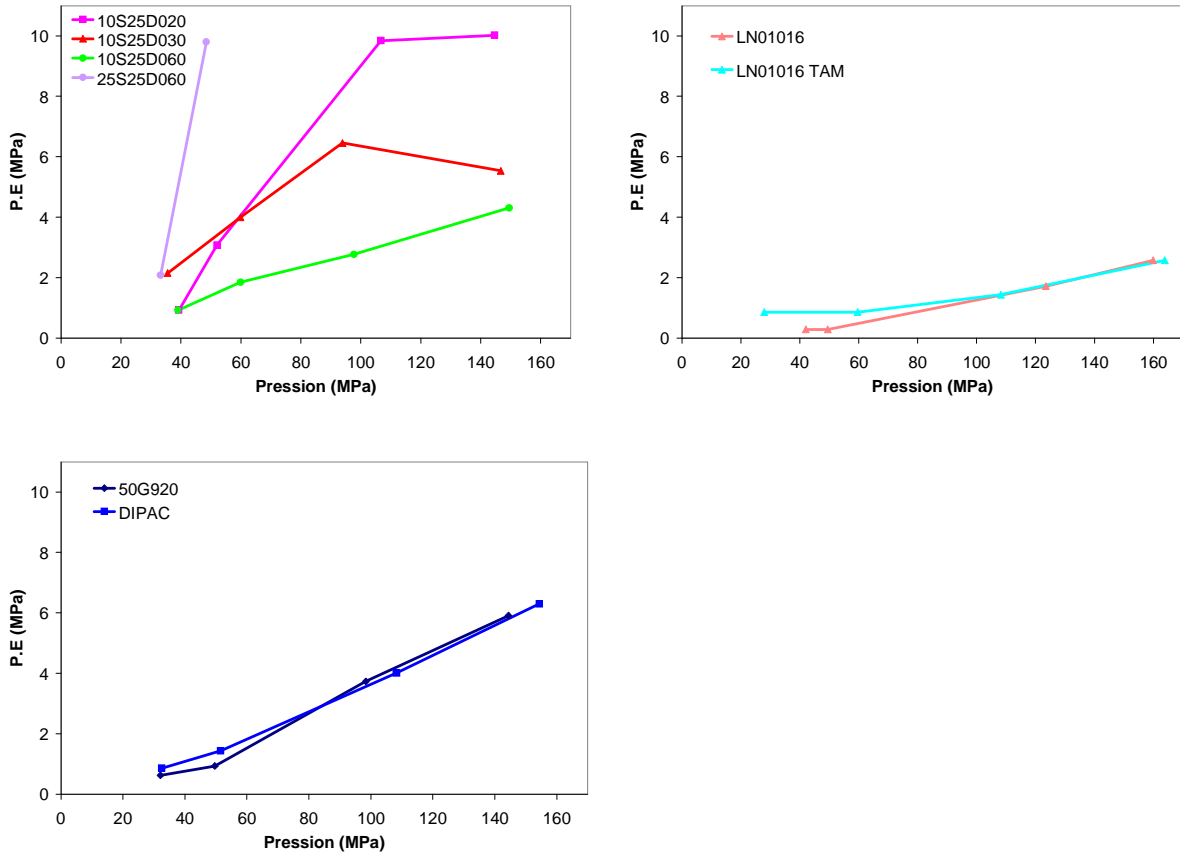 10S25D020
10S25D030
10S25D060
25S25D060
P.E (MPa)
10
8
6
4
2
0
0 20 40 60 80 100 120 140 160
Pression (MPa)
LN01016
LN01016 TAM
P.E (MPa)
10
8
6
4
2
0
0 20 40 60 80 100 120 140 160
Pression (MPa)
50G920
DIPAC
P.E (MPa)
10
8
6
4
2
0
0 20 40 60 80 100 120 140 160
Pression (MPa)